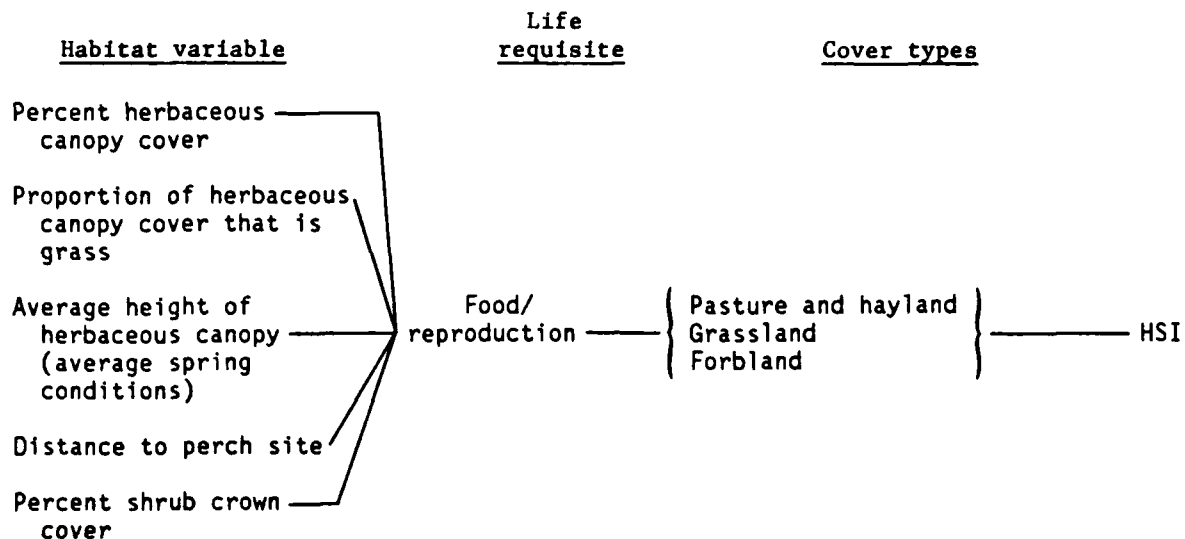 Life
Habitat variable requisite Cover types
Percent herbaceous
canopy cover
Proportion of herbaceous
canopy cover that is
grass
Average height of
herbaceous canopy
(average spring
conditions)
Distance to perch site
Percent shrub crown
cover
Food/
reproduction
Pasture and hayland
Grassland
Forbland
HSI